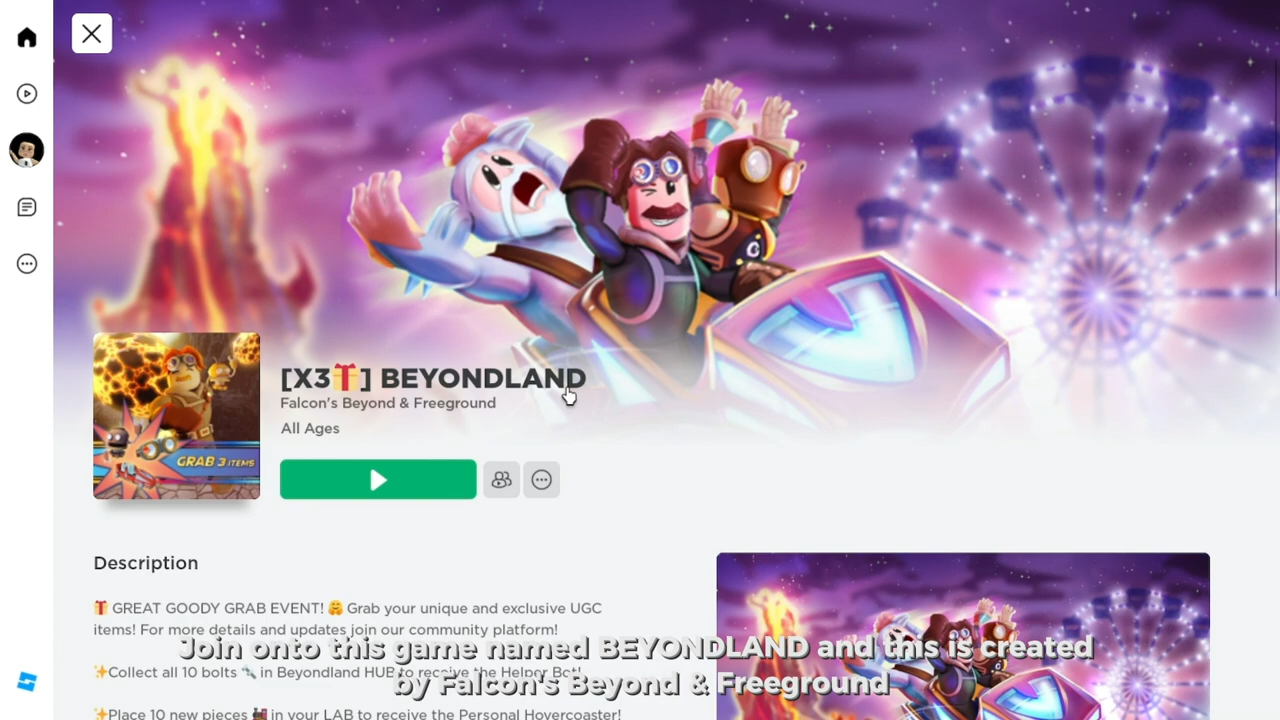 [X3🎁] BEYONDLAND
Falcon's Beyond & Freeground
All Ages
GRAB 3 ITEMS
Description
🎁 GREAT GOODY GRAB EVENT! 🤗 Grab your unique and exclusive UGC
items! For more details and updates join our community platform!
Join onto this game named BEYONDLAND and this is created
✨Collect all 10 bolts 🔩 in Beyondland HUB to receive the Helper Bot!
by Falcon's Beyond & Freeground
✨Place 10 new pieces 🚂 in your LAB to receive the Personal Hovercoaster!